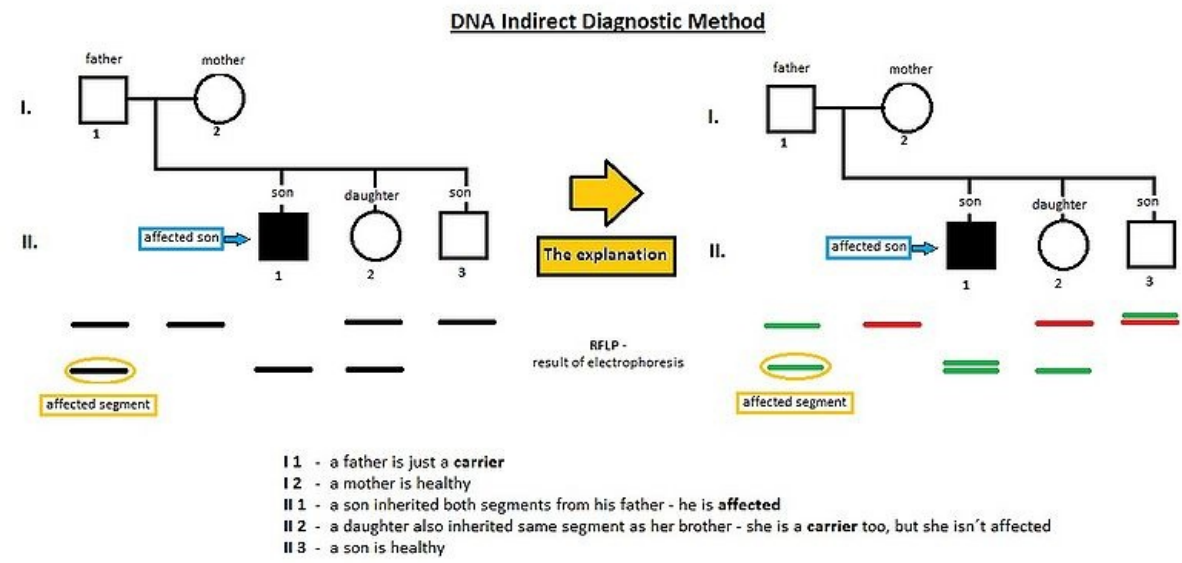 DNA Indirect Diagnostic Method
father
mother
I.
1
2
son
daughter
son
affected son
II.
1
2
3
affected segment
The explanation
RFLP -
result of electrophoresis
father
mother
I.
1
2
son
daughter
son
affected son
II.
1
2
3
affected segment
I 1 - a father is just a carrier
I 2 - a mother is healthy
II 1 - a son inherited both segments from his father - he is affected
II 2 - a daughter also inherited same segment as her brother - she is a carrier too, but she isn´t affected
II 3 - a son is healthy